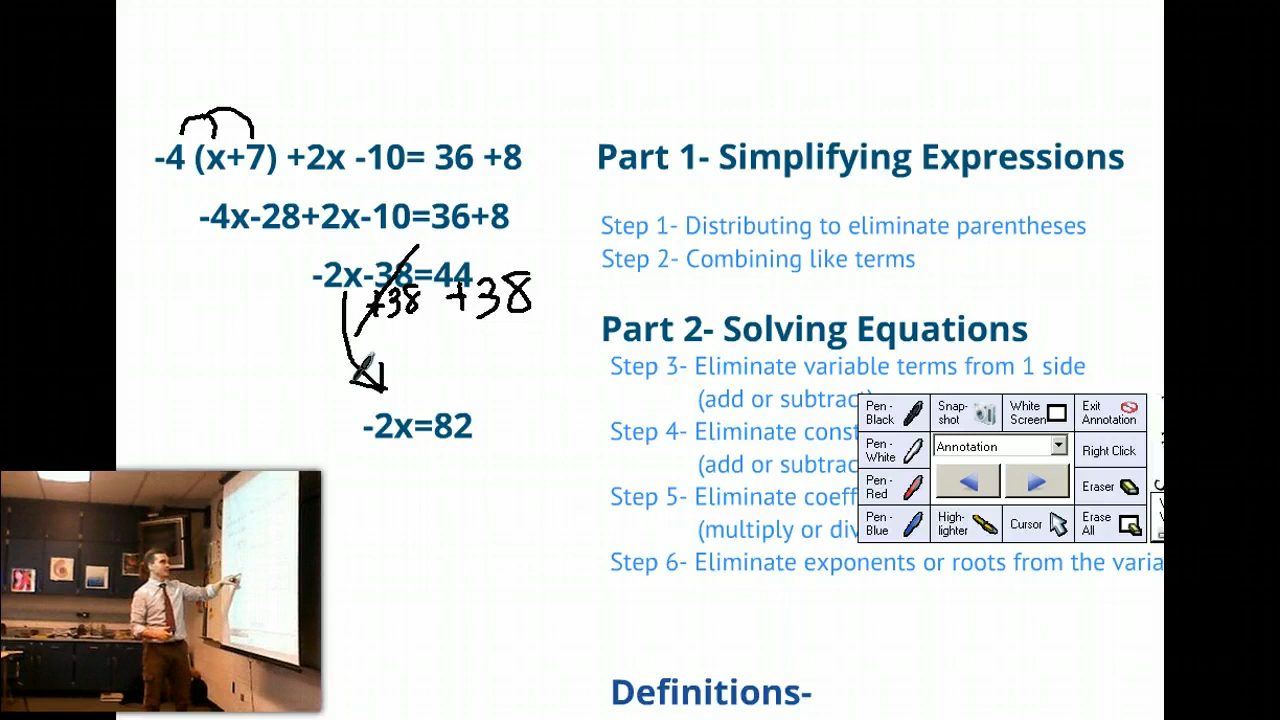 -4 (x+7) +2x -10= 36 +8
-4x-28+2x-10=36+8
-2x-38=44
+38 +38
-2x=82
Part 1- Simplifying Expressions
Step 1- Distributing to eliminate parentheses
Step 2- Combining like terms
Part 2- Solving Equations
Step 3- Eliminate variable terms from 1 side
(add or subtract)
Step 4- Eliminate const
(add or subtrac
Step 5- Eliminate coeff
(multiply or div
Step 6- Eliminate exponents or roots from the varia
Definitions-
Pen - Black
Snap-shot
White Screen
Exit Annotation
Pen - White
Annotation
Right Click
Pen - Red
Eraser
Pen - Blue
High-lighter
Cursor
Erase All